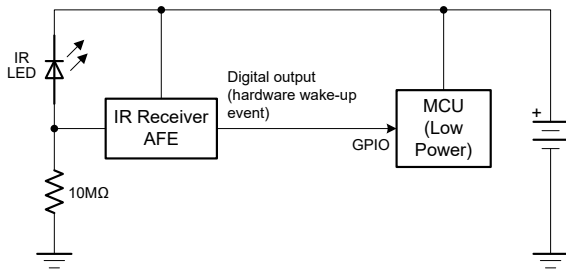 IR
LED
Digital output
(hardware wake-up
event)
IR Receiver
AFE
GPIO
MCU
(Low
Power)
+
10MΩ